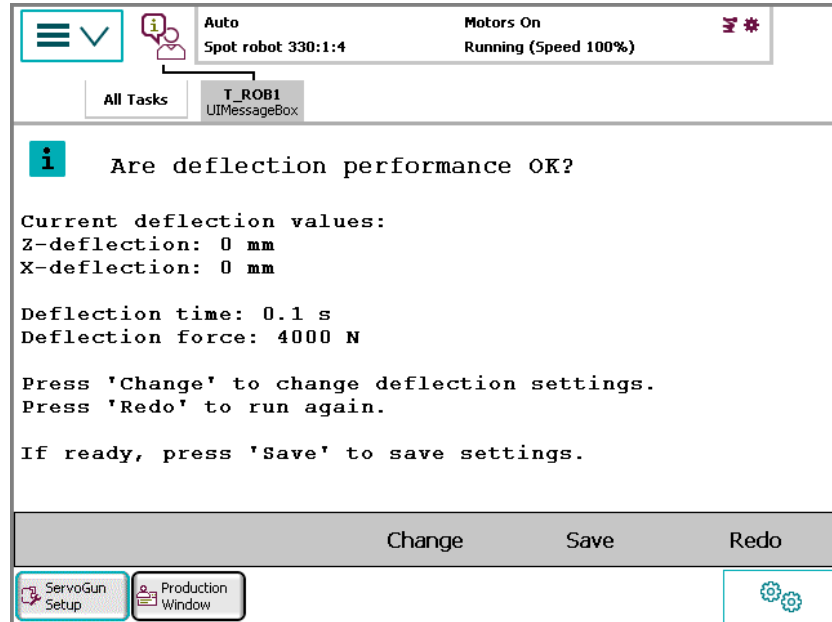 Auto
Motors On
Spot robot 330:1:4
Running (Speed 100%)
All Tasks
T_ROB1
UIMessageBox
i Are deflection performance OK?
Current deflection values:
Z-deflection: 0 mm
X-deflection: 0 mm
Deflection time: 0.1 s
Deflection force: 4000 N
Press 'Change' to change deflection settings.
Press 'Redo' to run again.
If ready, press 'Save' to save settings.
Change Save Redo
ServoGun
Setup
Production
Window